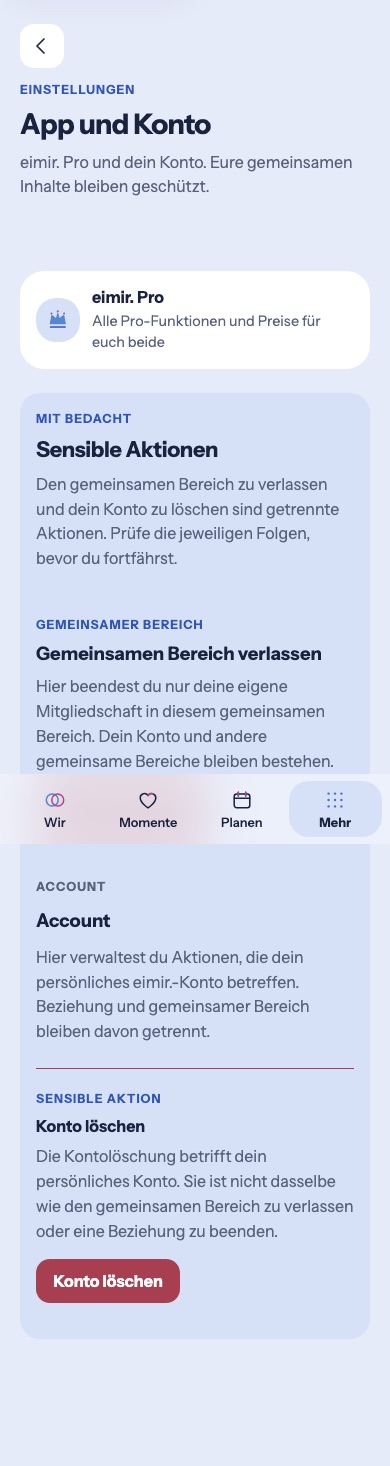 EINSTELLUNGEN
App und Konto
eimir. Pro und dein Konto. Eure gemeinsamen
Inhalte bleiben geschützt.
eimir. Pro
Alle Pro-Funktionen und Preise für
euch beide
MIT BEDACHT
Sensible Aktionen
Den gemeinsamen Bereich zu verlassen
und dein Konto zu löschen sind getrennte
Aktionen. Prüfe die jeweiligen Folgen,
bevor du fortfährst.
GEMEINSAMER BEREICH
Gemeinsamen Bereich verlassen
Hier beendest du nur deine eigene
Mitgliedschaft in diesem gemeinsamen
Bereich. Dein Konto und andere
gemeinsame Bereiche bleiben bestehen.
Wir
Momente
Planen
Mehr
ACCOUNT
Account
Hier verwaltest du Aktionen, die dein
persönliches eimir.-Konto betreffen.
Beziehung und gemeinsamer Bereich
bleiben davon getrennt.
SENSIBLE AKTION
Konto löschen
Die Kontolöschung betrifft dein
persönliches Konto. Sie ist nicht dasselbe
wie den gemeinsamen Bereich zu verlassen
oder eine Beziehung zu beenden.
Konto löschen